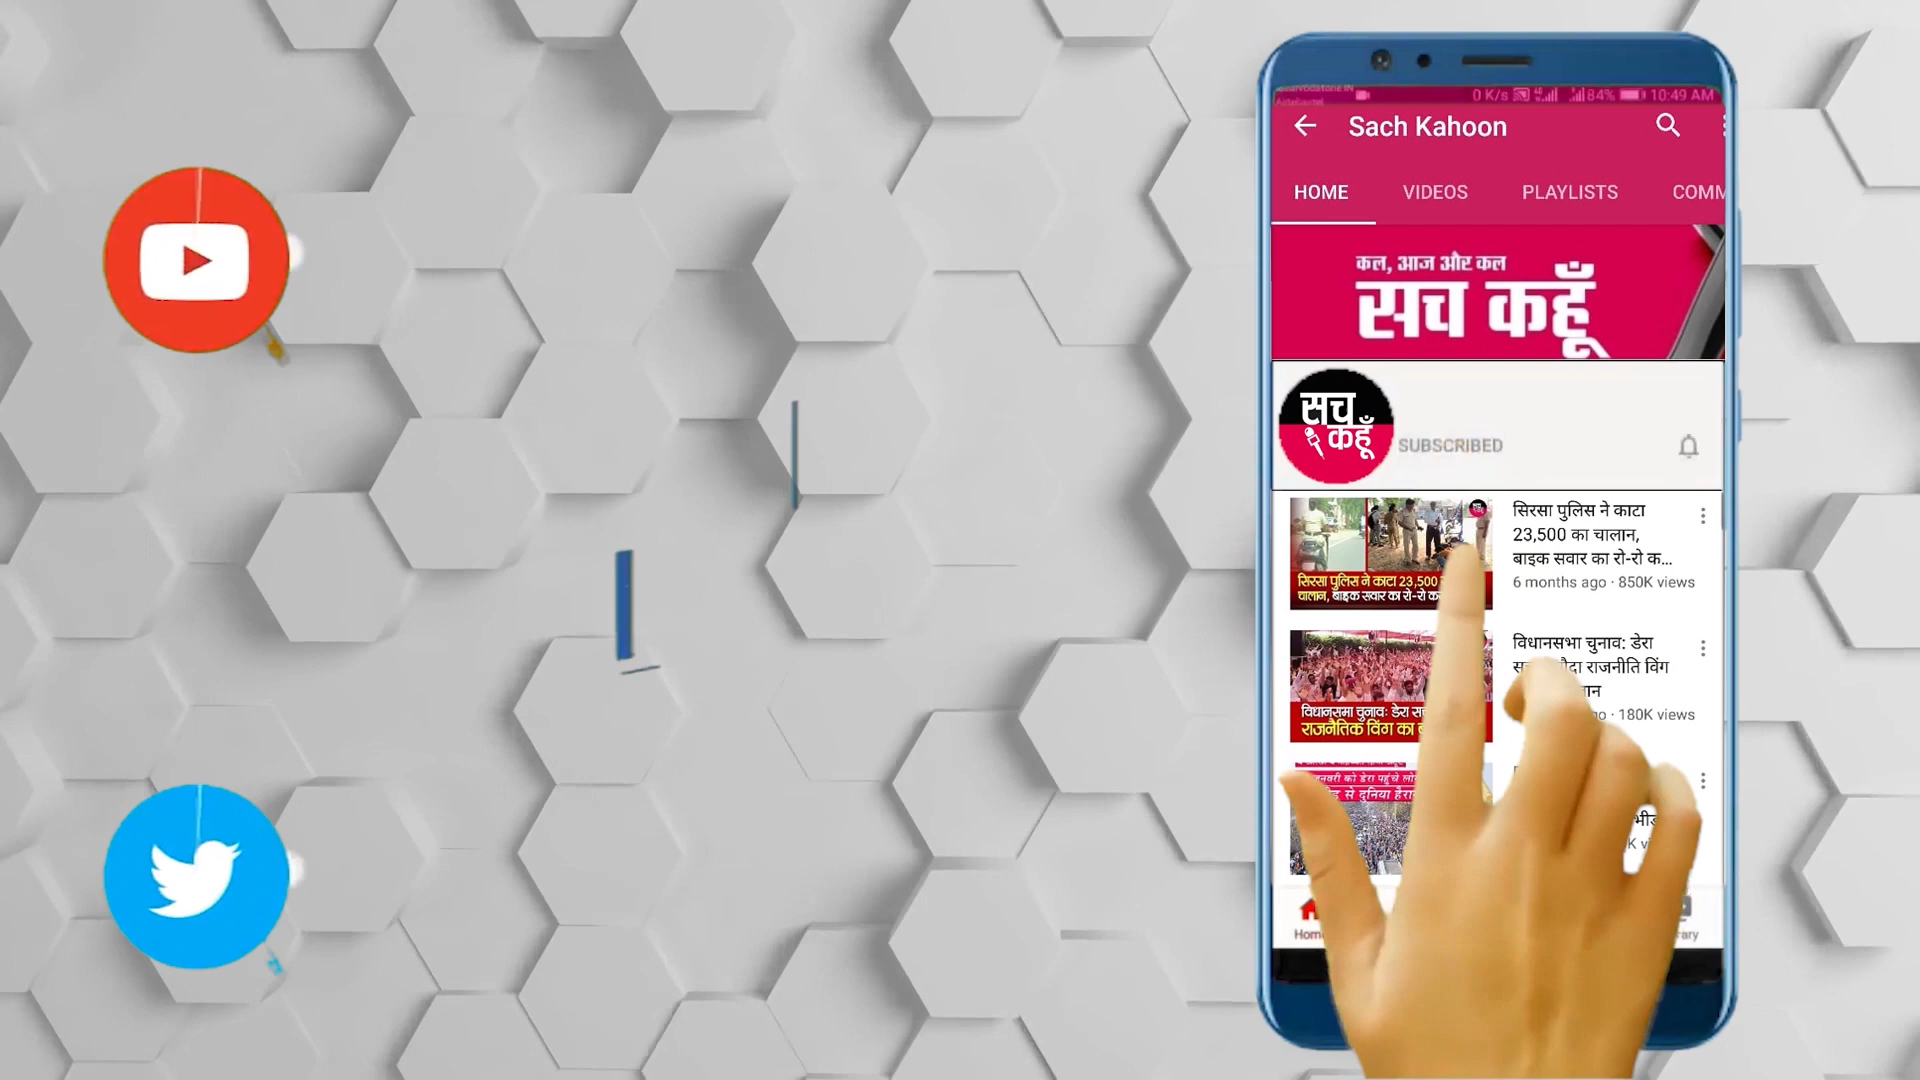 0 K/s 84% 10:49 AM
Sach Kahoon
HOME VIDEOS PLAYLISTS COMM
कल, आज और कल
सच कहूँ
सच
कहूँ
SUBSCRIBED
सिरसा पुलिस ने काटा
23,500 का चालान,
बाइक सवार का रो-रो क...
6 months ago · 850K views
सिरसा पुलिस ने काटा 23,500
चालान, बाइक सवार का रो-रो क
विधानसभा चुनाव: डेरा
राजनीति विंग
180K views
विधानसभा चुनावः डेरा
राजनैतिक विंग का
को डेरा पहुंचे
से दुनिया